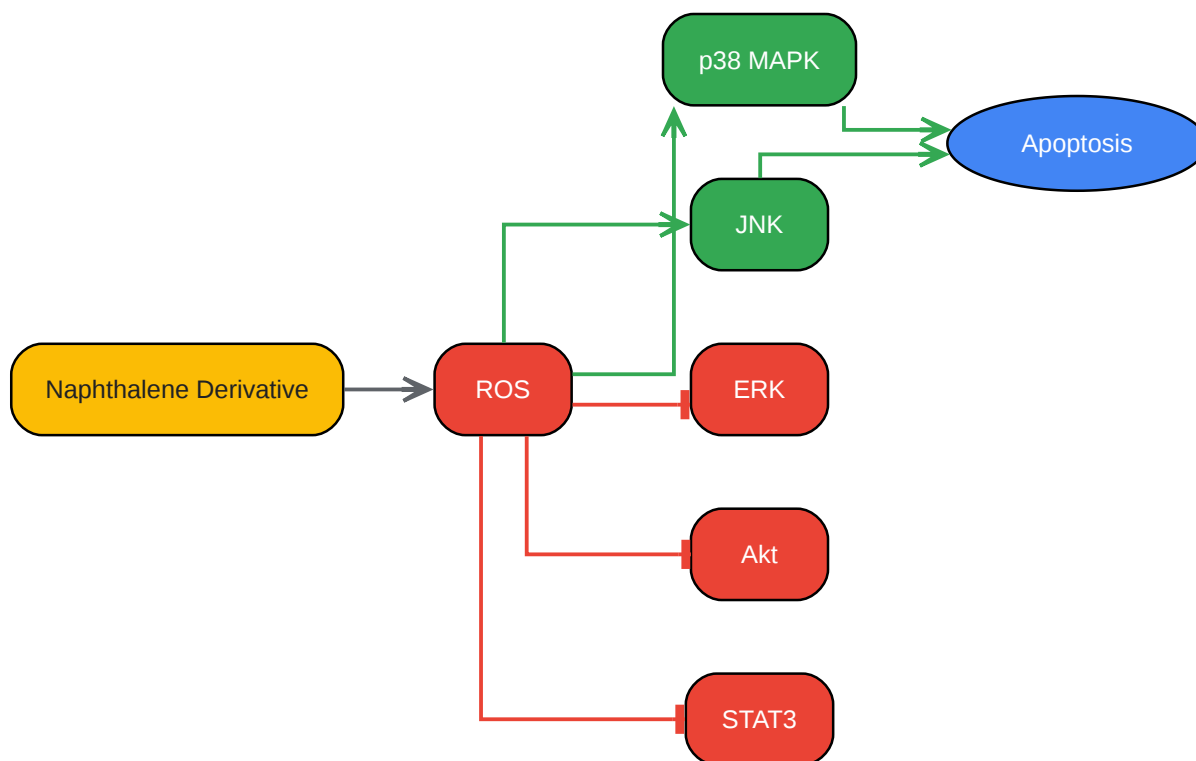 p38 MAPK
Apoptosis
JNK
Naphthalene Derivative
ROS
ERK
Akt
STAT3